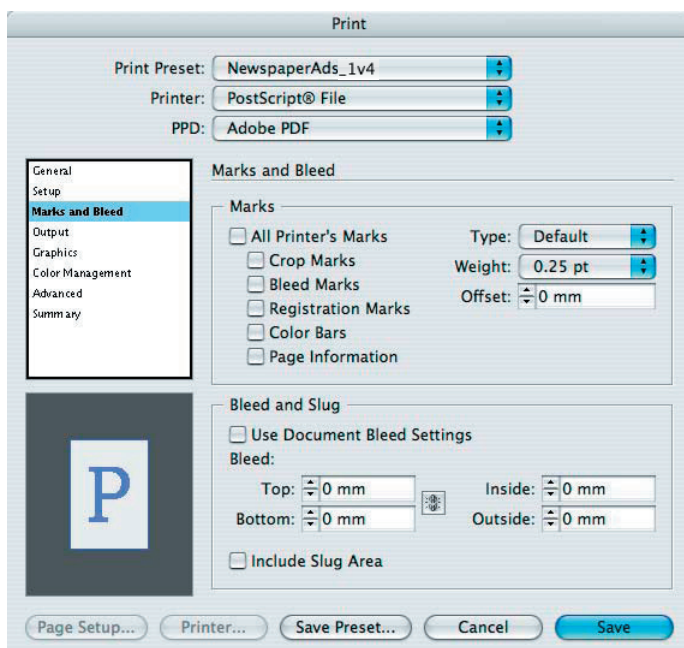 Print
Print Preset: NewspaperAds_1v4
Printer: PostScript® File
PPD: Adobe PDF
General
Setup
Marks and Bleed
Output
Graphics
Color Management
Advanced
Summary
Marks and Bleed
Marks
All Printer's Marks
Crop Marks
Bleed Marks
Registration Marks
Color Bars
Page Information
Type: Default
Weight: 0.25 pt
Offset: 0 mm
P
Bleed and Slug
Use Document Bleed Settings
Bleed:
Top: 0 mm Inside: 0 mm
Bottom: 0 mm Outside: 0 mm
Include Slug Area
Page Setup... Printer... Save Preset... Cancel Save